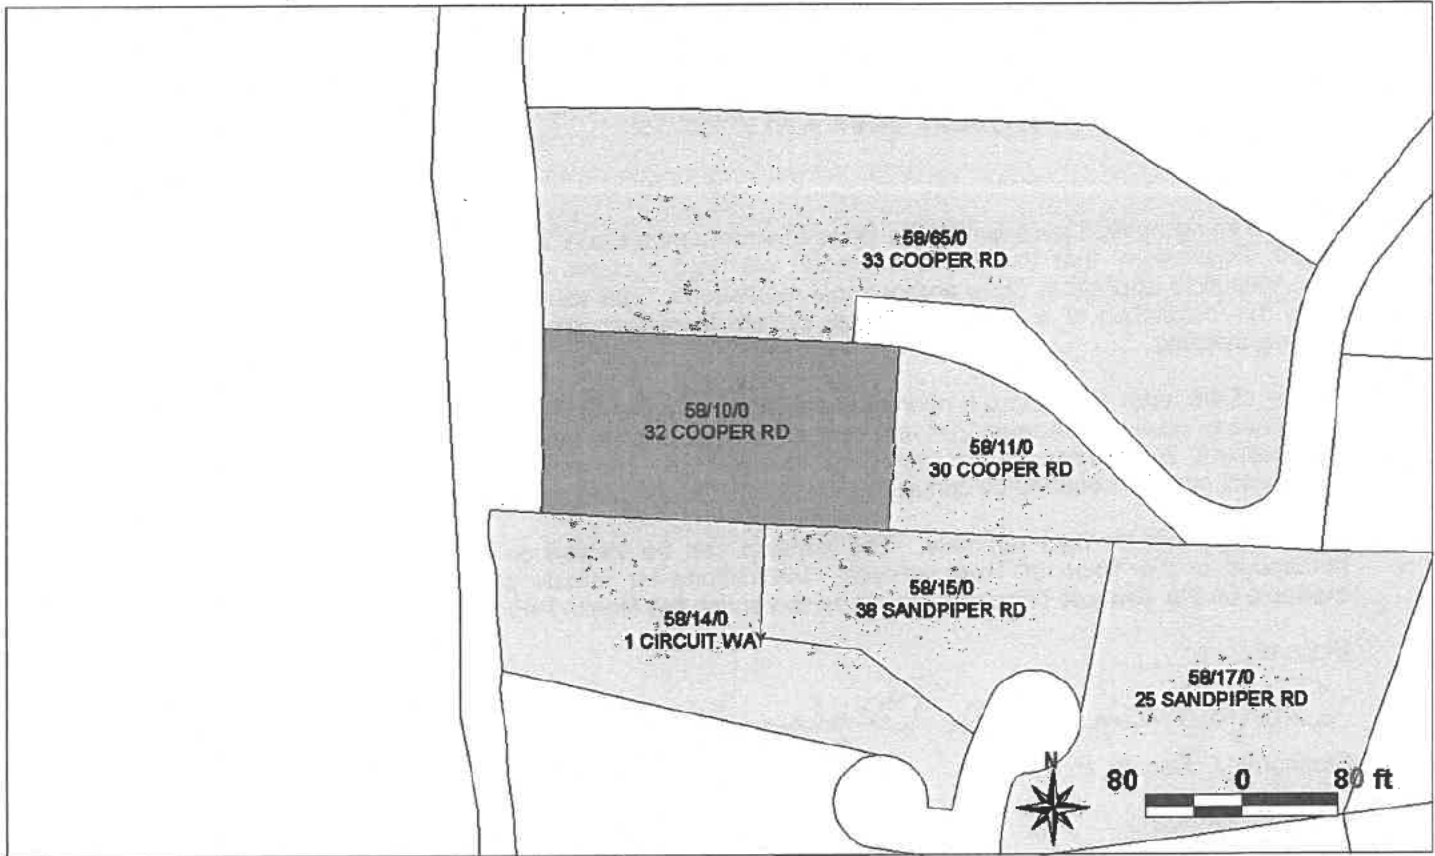 58/65/0
33 COOPER RD
58/10/0
32 COOPER RD
58/11/0
30 COOPER RD
58/15/0
38 SANDPIPER RD
58/14/0
1 CIRCUIT WAY
58/17/0
25 SANDPIPER RD
N
80 0 80 ft